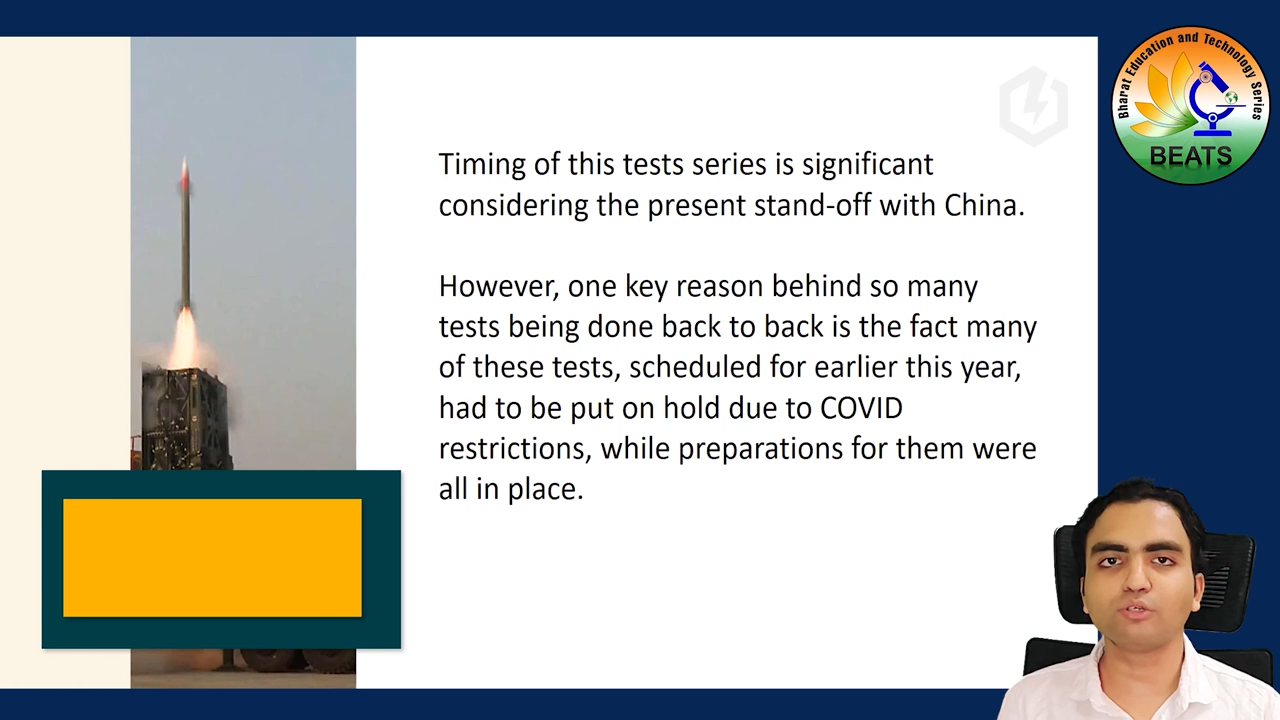 Timing of this tests series is significant
considering the present stand-off with China.
However, one key reason behind so many
tests being done back to back is the fact many
of these tests, scheduled for earlier this year,
had to be put on hold due to COVID
restrictions, while preparations for them were
all in place.
Bharat Education and Technology Series
BEATS